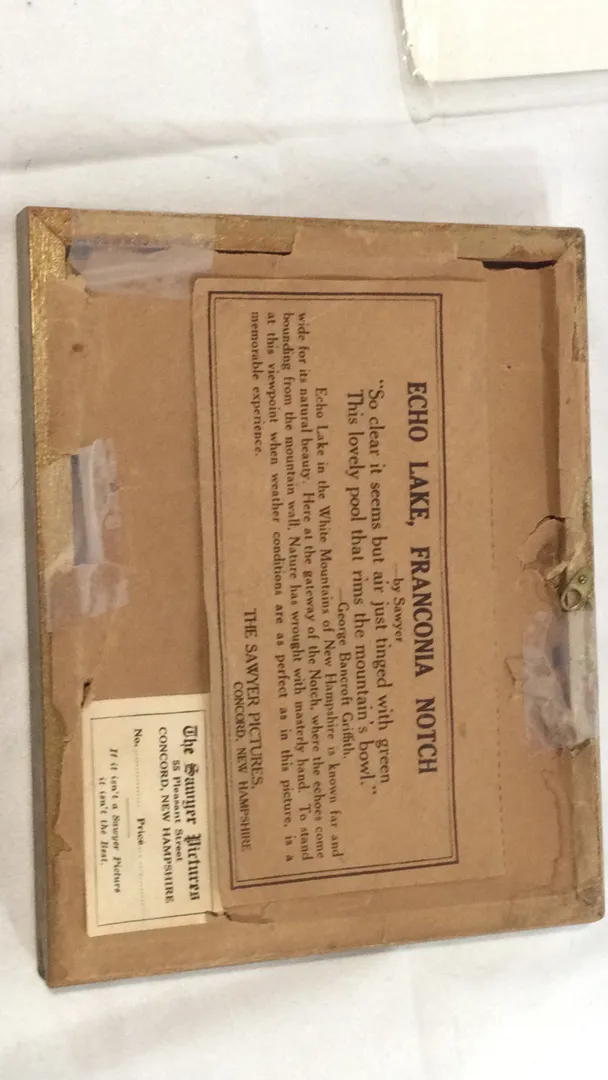 ECHO LAKE, FRANCONIA NOTCH
—by Sawyer
"So clear it seems but air just tinged with green
This lovely pool that rims the mountain's bowl."
—George Bancroft Griffith.
Echo Lake in the White Mountains of New Hampshire is known far and
wide for its natural beauty. Here at the gateway of the Notch, where the echoes come
bounding from the mountain wall, Nature has wrought with masterly hand. To stand
at this viewpoint when weather conditions are as perfect as in this picture, is a
memorable experience.
THE SAWYER PICTURES,
CONCORD, NEW HAMPSHIRE
The Sawyer Pictures
55 Pleasant Street
CONCORD, NEW HAMPSHIRE
No. Price
If it isn't a Sawyer Picture
it isn't the Best.